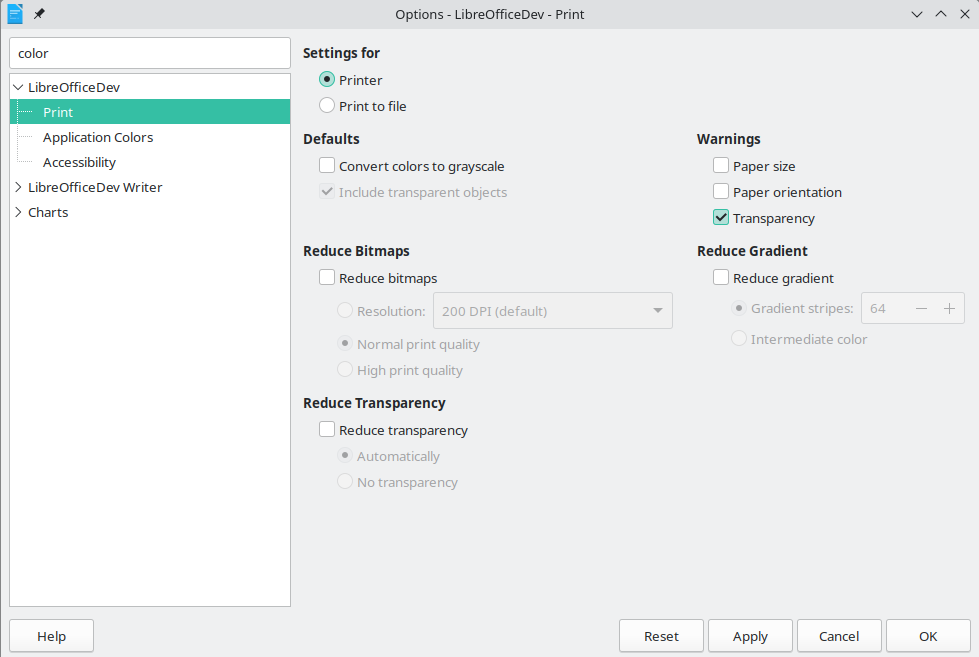 Options - LibreOfficeDev - Print
color
LibreOfficeDev
Print
Application Colors
Accessibility
LibreOfficeDev Writer
Charts
Settings for
Printer
Print to file
Defaults
Convert colors to grayscale
Include transparent objects
Warnings
Paper size
Paper orientation
Transparency
Reduce Bitmaps
Reduce bitmaps
Resolution: 200 DPI (default)
Normal print quality
High print quality
Reduce Gradient
Reduce gradient
Gradient stripes: 64
Intermediate color
Reduce Transparency
Reduce transparency
Automatically
No transparency
Help Reset Apply Cancel OK